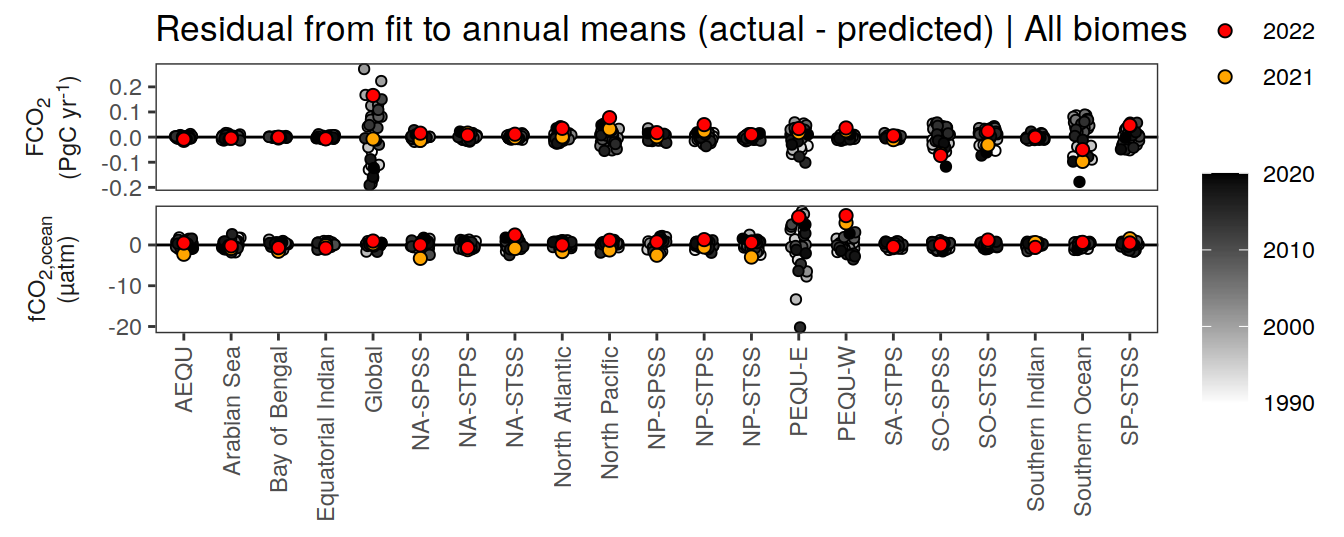 Residual from fit to annual means (actual - predicted) | All biomes
2022
2021
FCO₂
(PgC yr⁻¹)
0.2
0.1
0.0
-0.1
-0.2
fCO₂,ocean
(µatm)
0
-10
-20
2020
2010
2000
1990
AEQU
Arabian Sea
Bay of Bengal
Equatorial Indian
Global
NA-SPSS
NA-STPS
NA-STSS
North Atlantic
North Pacific
NP-SPSS
NP-STPS
NP-STSS
PEQU-E
PEQU-W
SA-STPS
SO-SPSS
SO-STSS
Southern Indian
Southern Ocean
SP-STSS